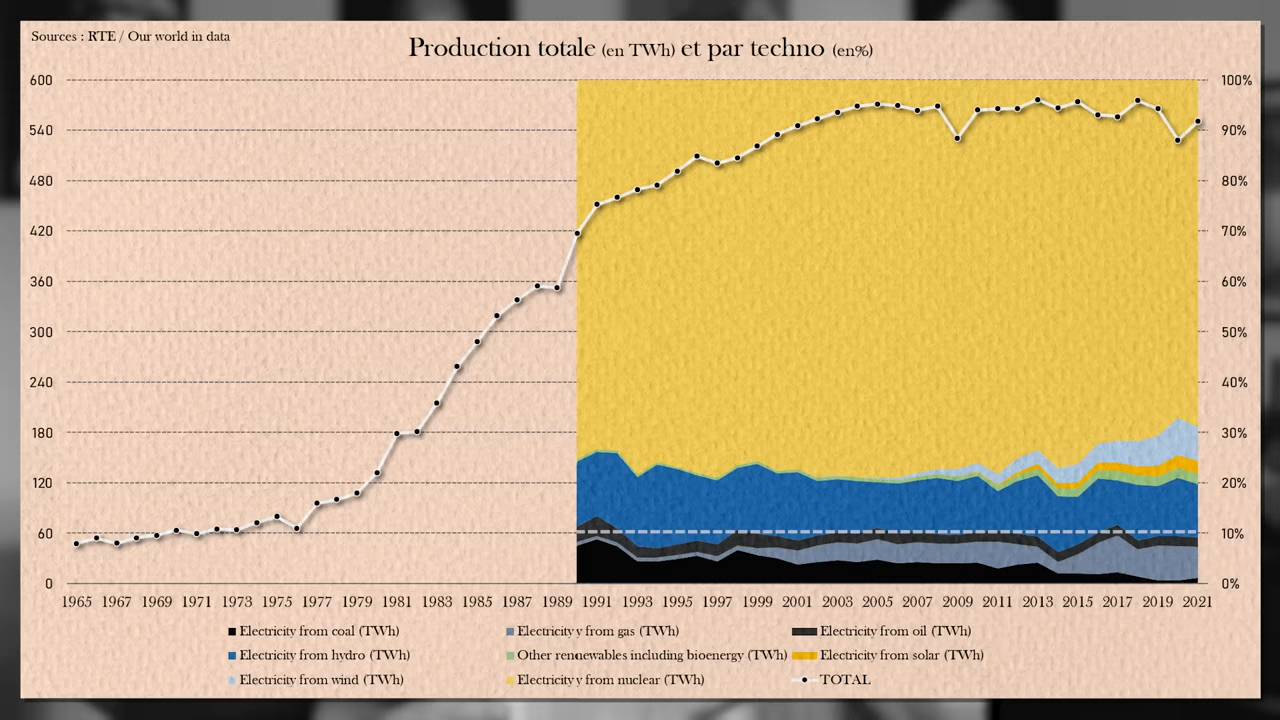 Sources : RTE / Our world in data
Production totale (en TWh) et par techno (en%)
600 100%
540 90%
480 80%
420 70%
360 60%
300 50%
240 40%
180 30%
120 20%
60 10%
0 0%
1965 1967 1969 1971 1973 1975 1977 1979 1981 1983 1985 1987 1989 1991 1993 1995 1997 1999 2001 2003 2005 2007 2009 2011 2013 2015 2017 2019 2021
Electricity from coal (TWh) Electricity y from gas (TWh) Electricity from oil (TWh)
Electricity from hydro (TWh) Other renewables including bioenergy (TWh) Electricity from solar (TWh)
Electricity from wind (TWh) Electricity y from nuclear (TWh) TOTAL